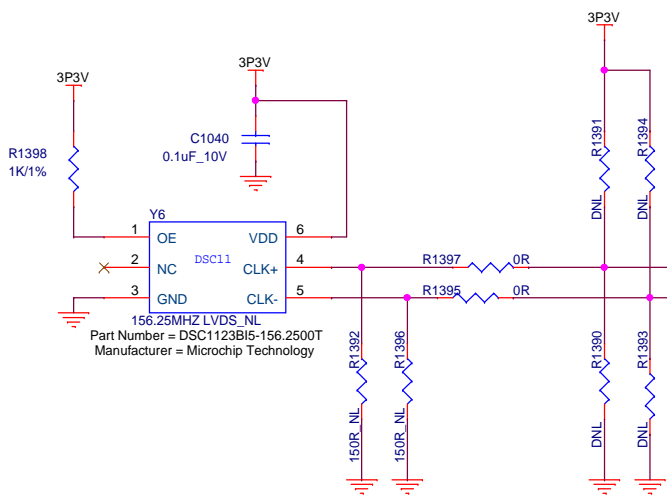 3P3V
3P3V
3P3V
R1398
1K/1%
C1040
0.1uF_10V
R1391
DNL
R1394
DNL
Y6
1
OE
VDD
6
DSC11
2
NC
CLK+
4
R1397
0R
3
GND
CLK-
5
R1395
0R
156.25MHZ LVDS_NL
Part Number = DSC1123BI5-156.2500T
Manufacturer = Microchip Technology
R1392
150R_NL
R1396
150R_NL
R1390
DNL
R1393
DNL